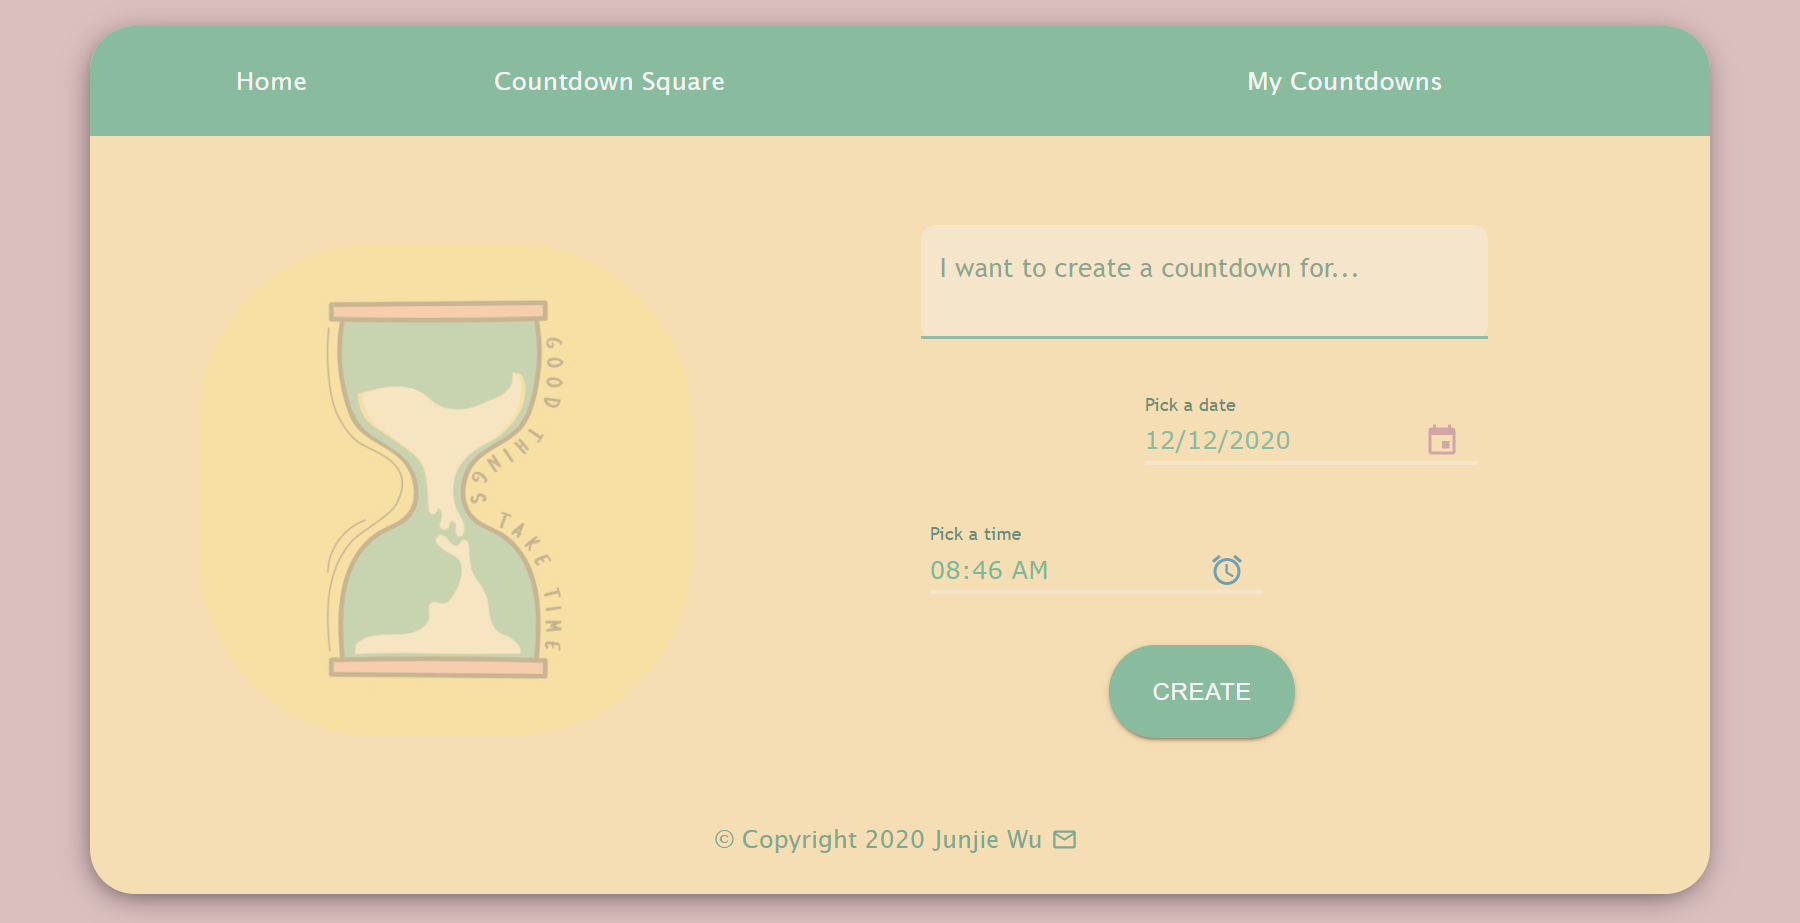 Home
Countdown Square
My Countdowns
GOOD THINGS TAKE TIME
I want to create a countdown for...
Pick a date
12/12/2020
Pick a time
08:46 AM
CREATE
© Copyright 2020 Junjie Wu